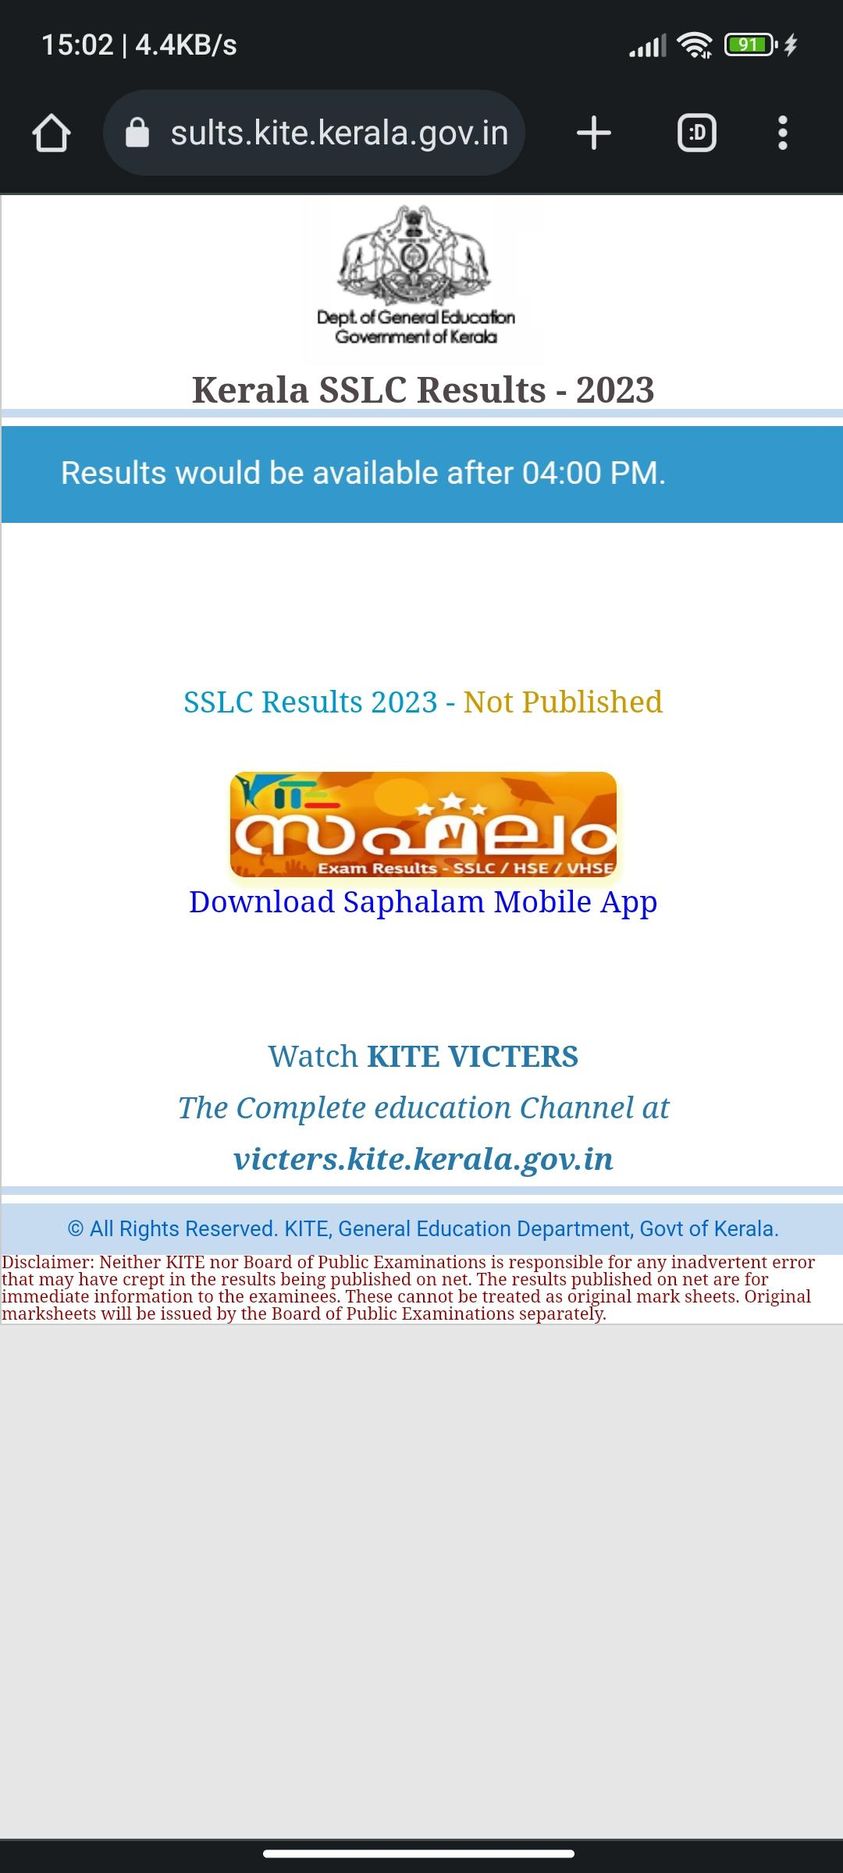 15:02 | 4.4KB/s
91
sults.kite.kerala.gov.in
:D
Dept. of General Education
Government of Kerala
Kerala SSLC Results - 2023
Results would be available after 04:00 PM.
SSLC Results 2023 - Not Published
KITE
സഫലം
Exam Results - SSLC / HSE / VHSE
Download Saphalam Mobile App
Watch KITE VICTERS
The Complete education Channel at
victers.kite.kerala.gov.in
© All Rights Reserved. KITE, General Education Department, Govt of Kerala.
Disclaimer: Neither KITE nor Board of Public Examinations is responsible for any inadvertent error
that may have crept in the results being published on net. The results published on net are for
immediate information to the examinees. These cannot be treated as original mark sheets. Original
marksheets will be issued by the Board of Public Examinations separately.